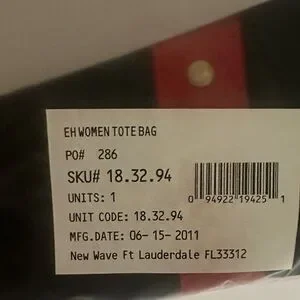 EH WOMEN TOTE BAG
PO# 286
SKU# 18.32.94
UNITS: 1
0 94922 19425 1
UNIT CODE: 18.32.94
MFG.DATE: 06-15-2011
New Wave Ft Lauderdale FL33312